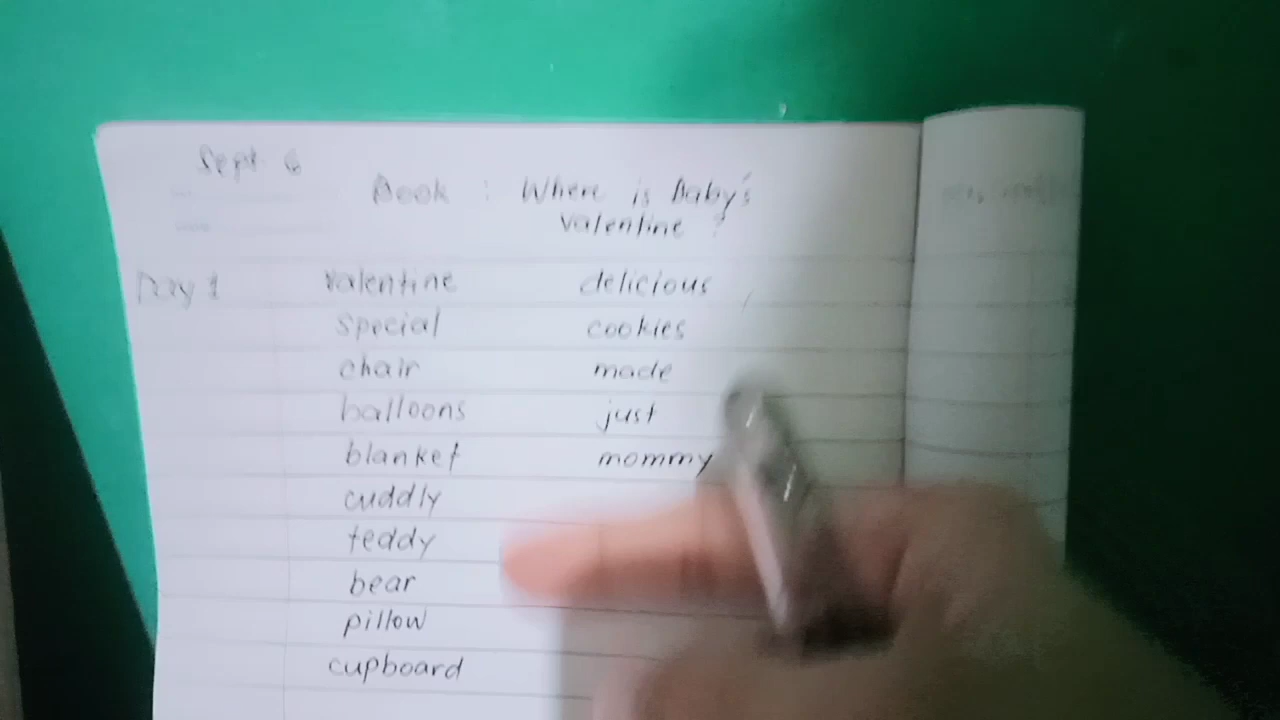 Sept 6
Book : Where is Baby's
Valentine ?
Day 1
valentine delicious
special cookies
chair made
balloons just
blanket mommy
cuddly
teddy
bear
pillow
cupboard